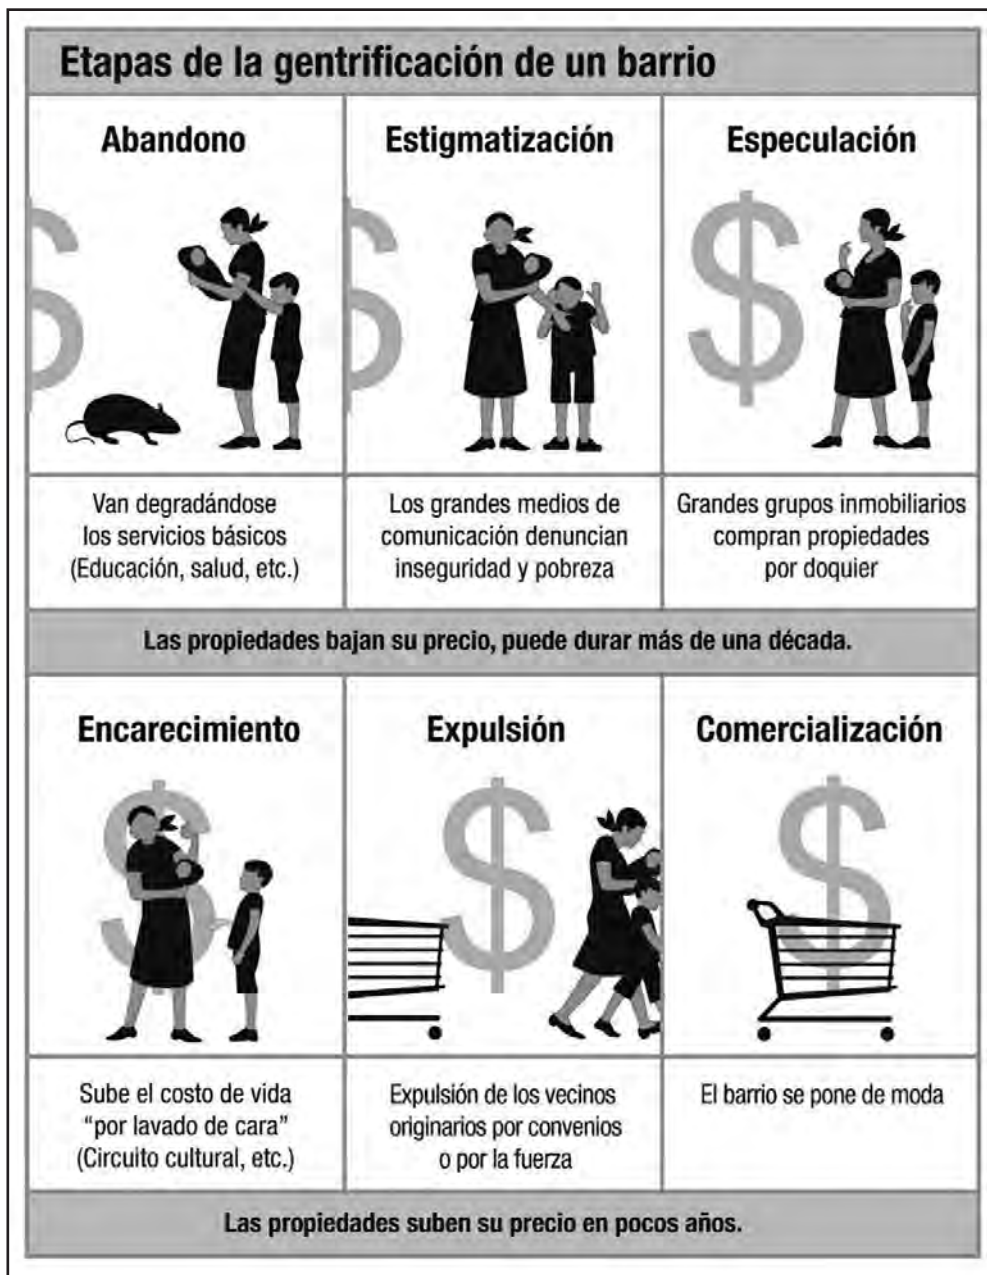 Etapas de la gentrificación de un barrio
Abandono
Van degradándose
los servicios básicos
(Educación, salud, etc.)
Estigmatización
Los grandes medios de
comunicación denuncian
inseguridad y pobreza
Especulación
Grandes grupos inmobiliarios
compran propiedades
por doquier
Las propiedades bajan su precio, puede durar más de una década.
Encarecimiento
Sube el costo de vida
“por lavado de cara”
(Circuito cultural, etc.)
Expulsión
Expulsión de los vecinos
originarios por convenios
o por la fuerza
Comercialización
El barrio se pone de moda
Las propiedades suben su precio en pocos años.